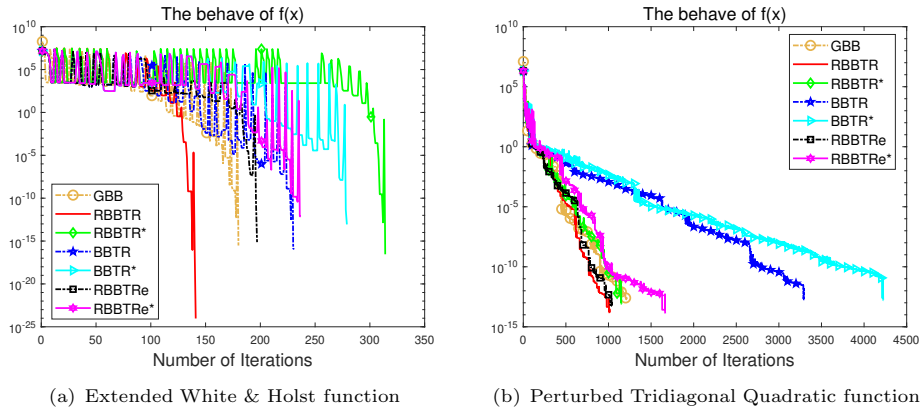 The behave of f(x)
10^10
10^5
10^0
10^-5
10^-10
10^-15
10^-20
10^-25
GBB
RBBTR
RBBTR*
BBTR
BBTR*
RBBTRe
RBBTRe*
0 50 100 150 200 250 300 350
Number of Iterations
(a) Extended White & Holst function
The behave of f(x)
10^10
10^5
10^0
10^-5
10^-10
10^-15
GBB
RBBTR
RBBTR*
BBTR
BBTR*
RBBTRe
RBBTRe*
0 500 1000 1500 2000 2500 3000 3500 4000 4500
Number of Iterations
(b) Perturbed Tridiagonal Quadratic function